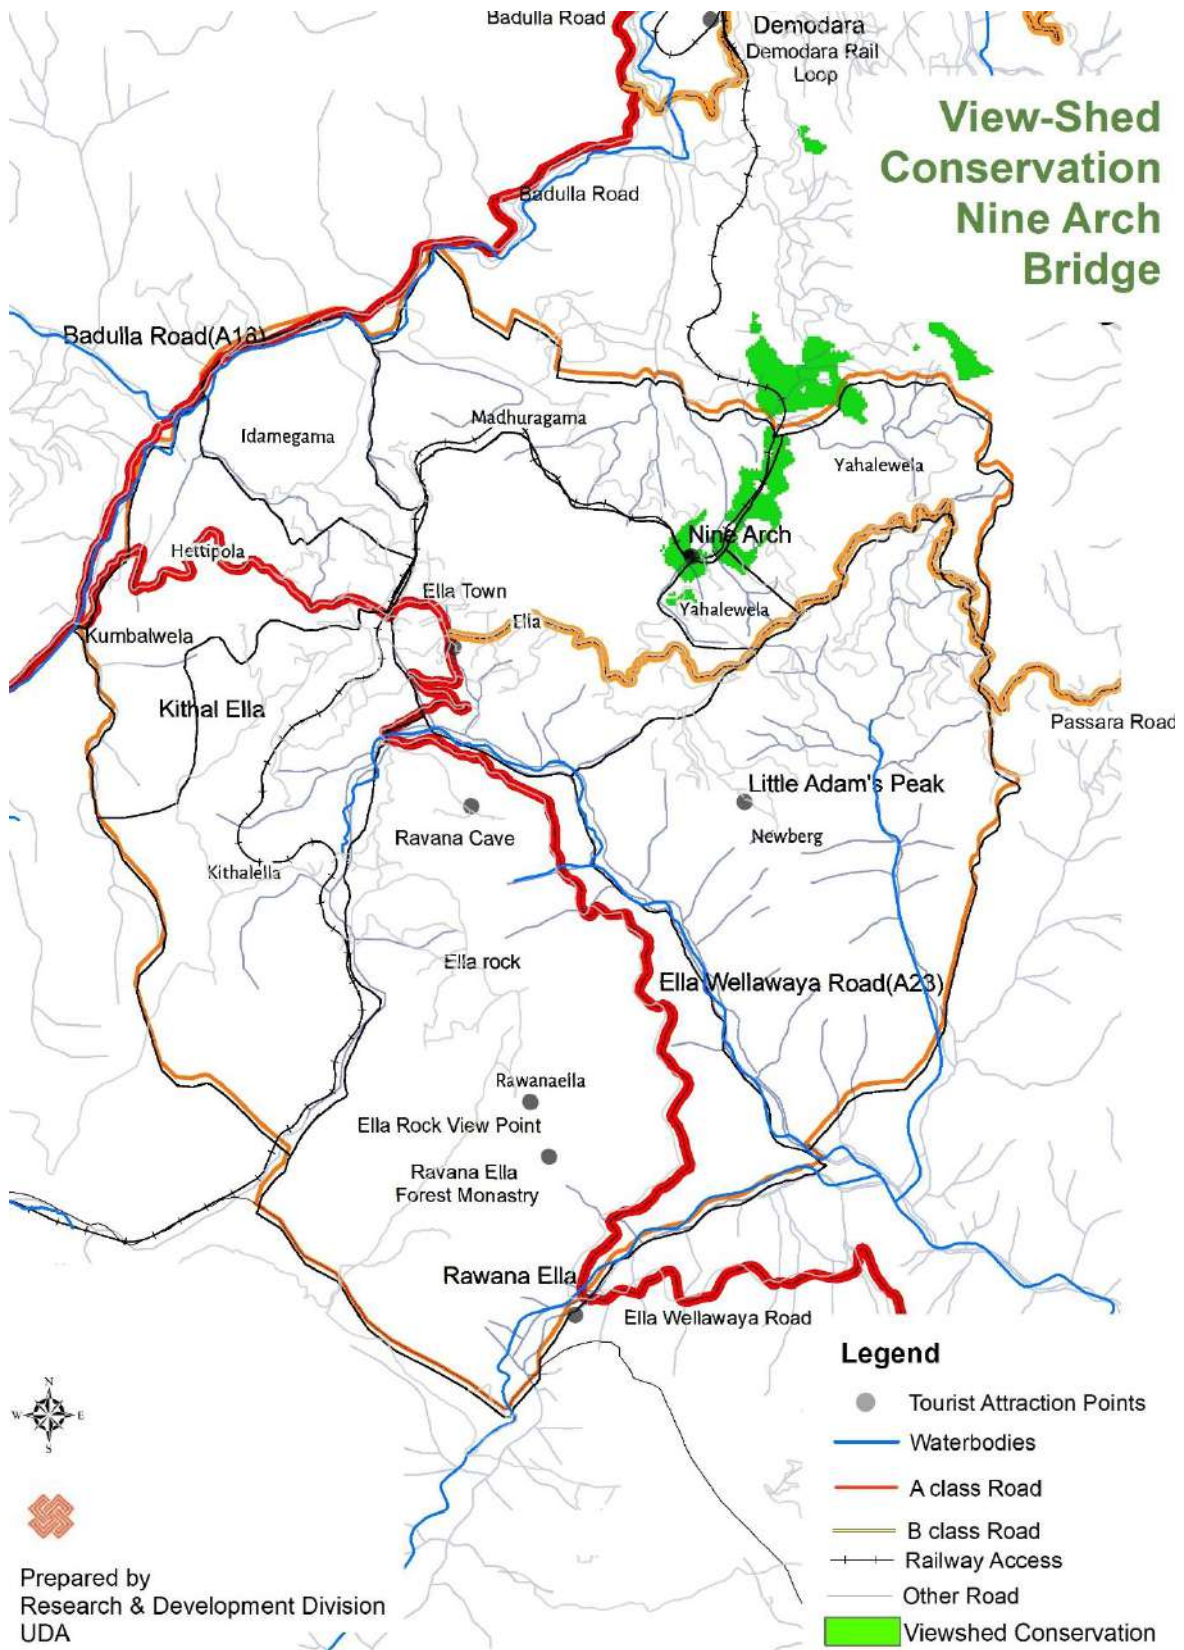 Badulla Road
Demodara
Demodara Rail
Loop
View-Shed
Conservation
Nine Arch
Bridge
Badulla Road
Badulla Road(A16)
Madhuragama
Idamegama
Yahalewela
Nine Arch
Hettipola
Ella Town
Yahalewela
Ella
Kumbalwela
Kithal Ella
Passara Road
Little Adam's Peak
Ravana Cave
Newberg
Kithalella
Ella rock
Ella Wellawaya Road(A23)
Rawanaella
Ella Rock View Point
Ravana Ella
Forest Monastry
Rawana Ella
Ella Wellawaya Road
Legend
Tourist Attraction Points
Waterbodies
A class Road
B class Road
Railway Access
Other Road
Viewshed Conservation
N
W E
S
Prepared by
Research & Development Division
UDA